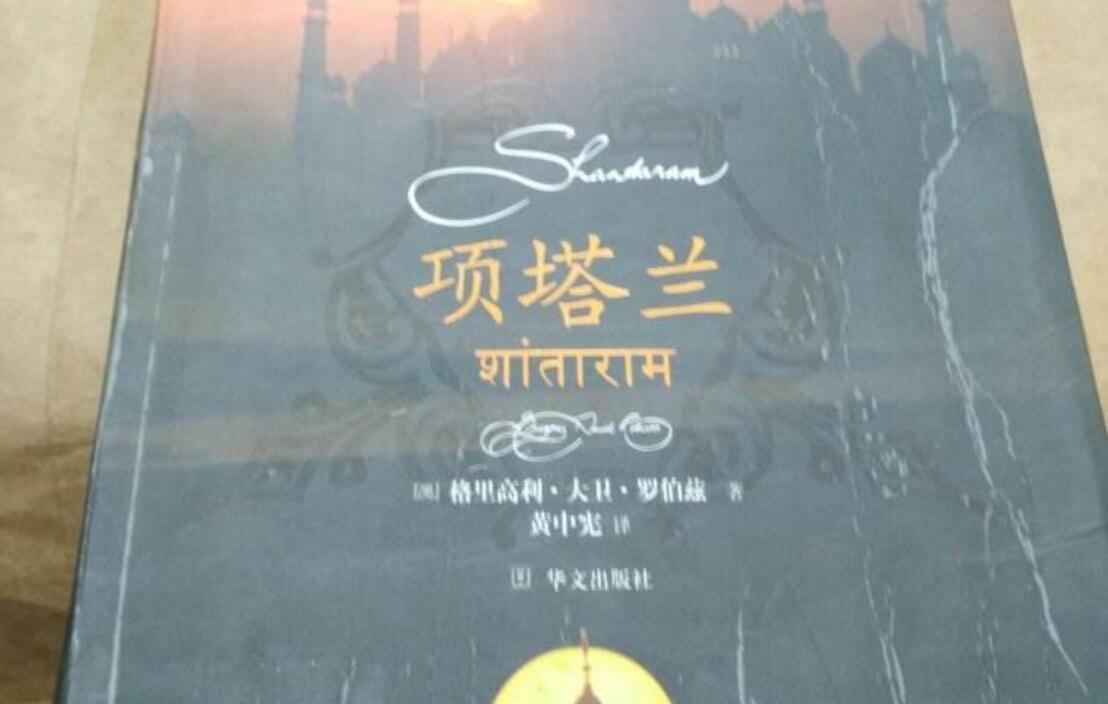 Shantaram
项塔兰
शांताराम
[澳] 格里高利·大卫·罗伯兹 著
黄中宪 译
华文出版社